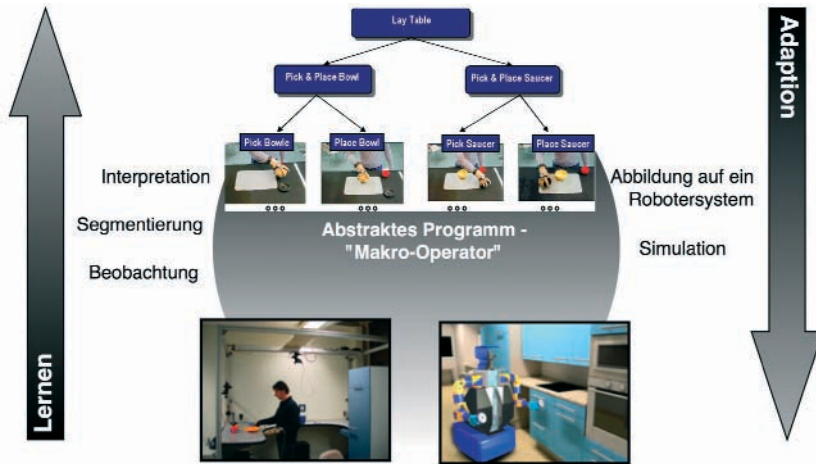 Lay Table
Pick & Place Bowl
Pick & Place Saucer
Pick Bowle
Place Bowl
Pick Saucer
Place Saucer
Interpretation
Segmentierung
Beobachtung
Abstraktes Programm -
"Makro-Operator"
Abbildung auf ein
Robotersystem
Simulation
Lernen
Adaption